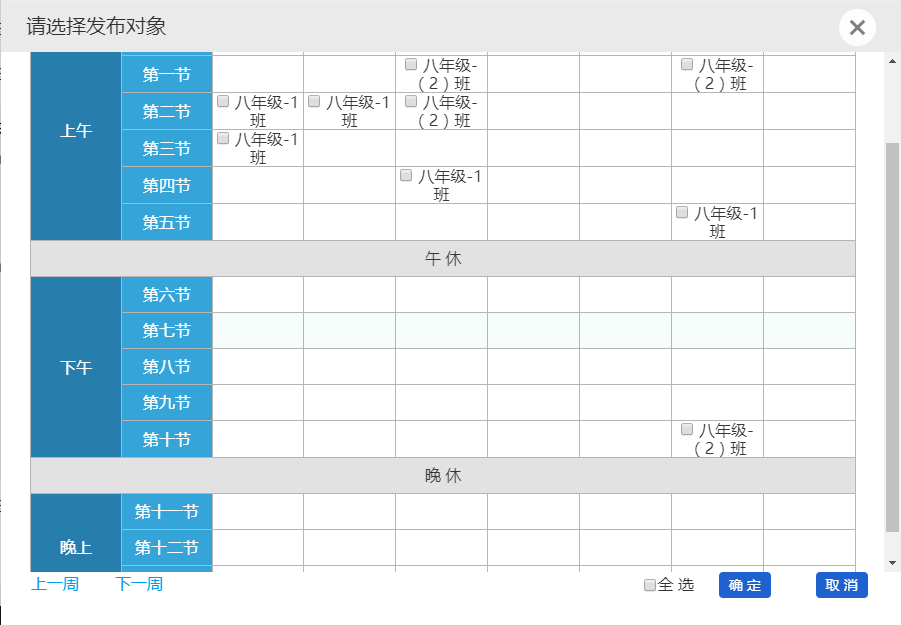 请选择发布对象
上午
第一节
八年级-
（2）班
八年级-
（2）班
第二节
八年级-1
班
八年级-1
班
八年级-
（2）班
第三节
八年级-1
班
第四节
八年级-1
班
第五节
八年级-1
班
午 休
下午
第六节
第七节
第八节
第九节
第十节
八年级-
（2）班
晚 休
晚上
第十一节
第十二节
上一周
下一周
全 选
确 定
取 消